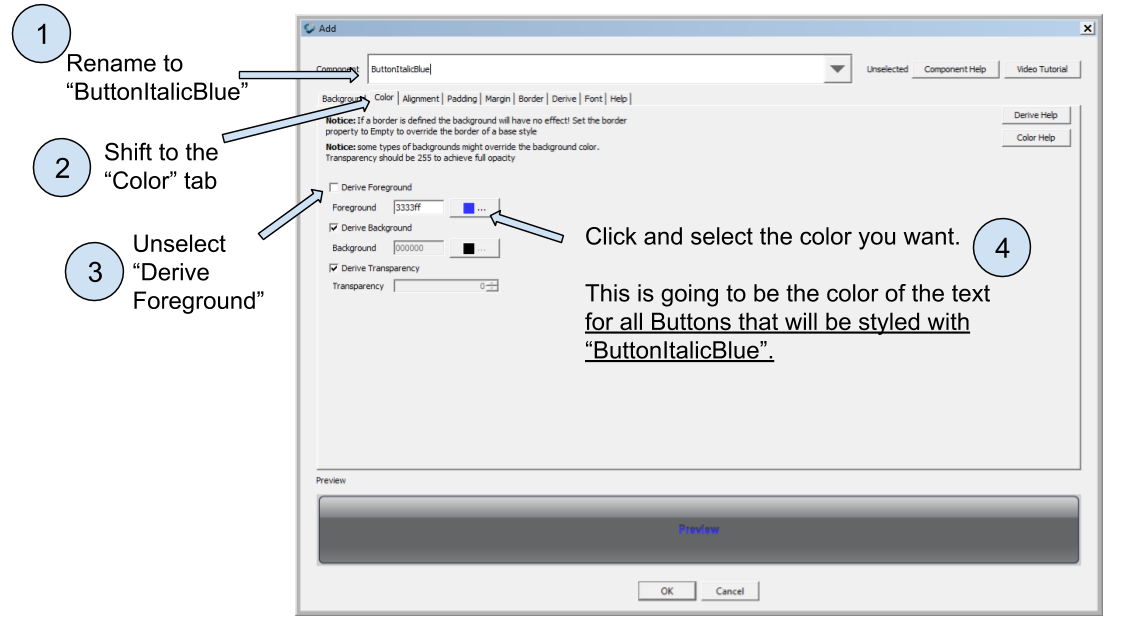 1
Rename to
“ButtonItalicBlue”
2
Shift to the
“Color” tab
3
Unselect
“Derive
Foreground”
Add
Component ButtonItalicBlue Unselected Component Help Video Tutorial
Background Color Alignment Padding Margin Border Derive Font Help
Notice: If a border is defined the background will have no effect! Set the border
property to Empty to override the border of a base style
Notice: some types of backgrounds might override the background color.
Transparency should be 255 to achieve full opacity
Derive Help
Color Help
Derive Foreground
Foreground 3333ff ...
Derive Background
Background 000000 ...
Derive Transparency
Transparency 0
Click and select the color you want.
4
This is going to be the color of the text
for all Buttons that will be styled with
“ButtonItalicBlue”.
Preview
Preview
OK Cancel